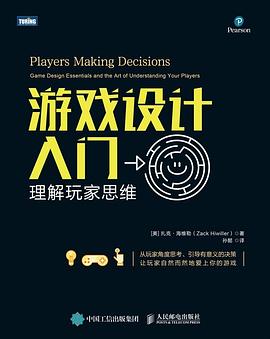 TURING
Pearson
Players Making Decisions
Game Design Essentials and the Art of Understanding Your Players
游戏设计
入门
理解玩家思维
[美] 扎克·海维勒(Zack Hiwiller)著
孙懿 译
从玩家角度思考、引导有意义的决策
让玩家自然而然地爱上你的游戏
中国工信出版集团
人民邮电出版社
POSTS & TELECOM PRESS